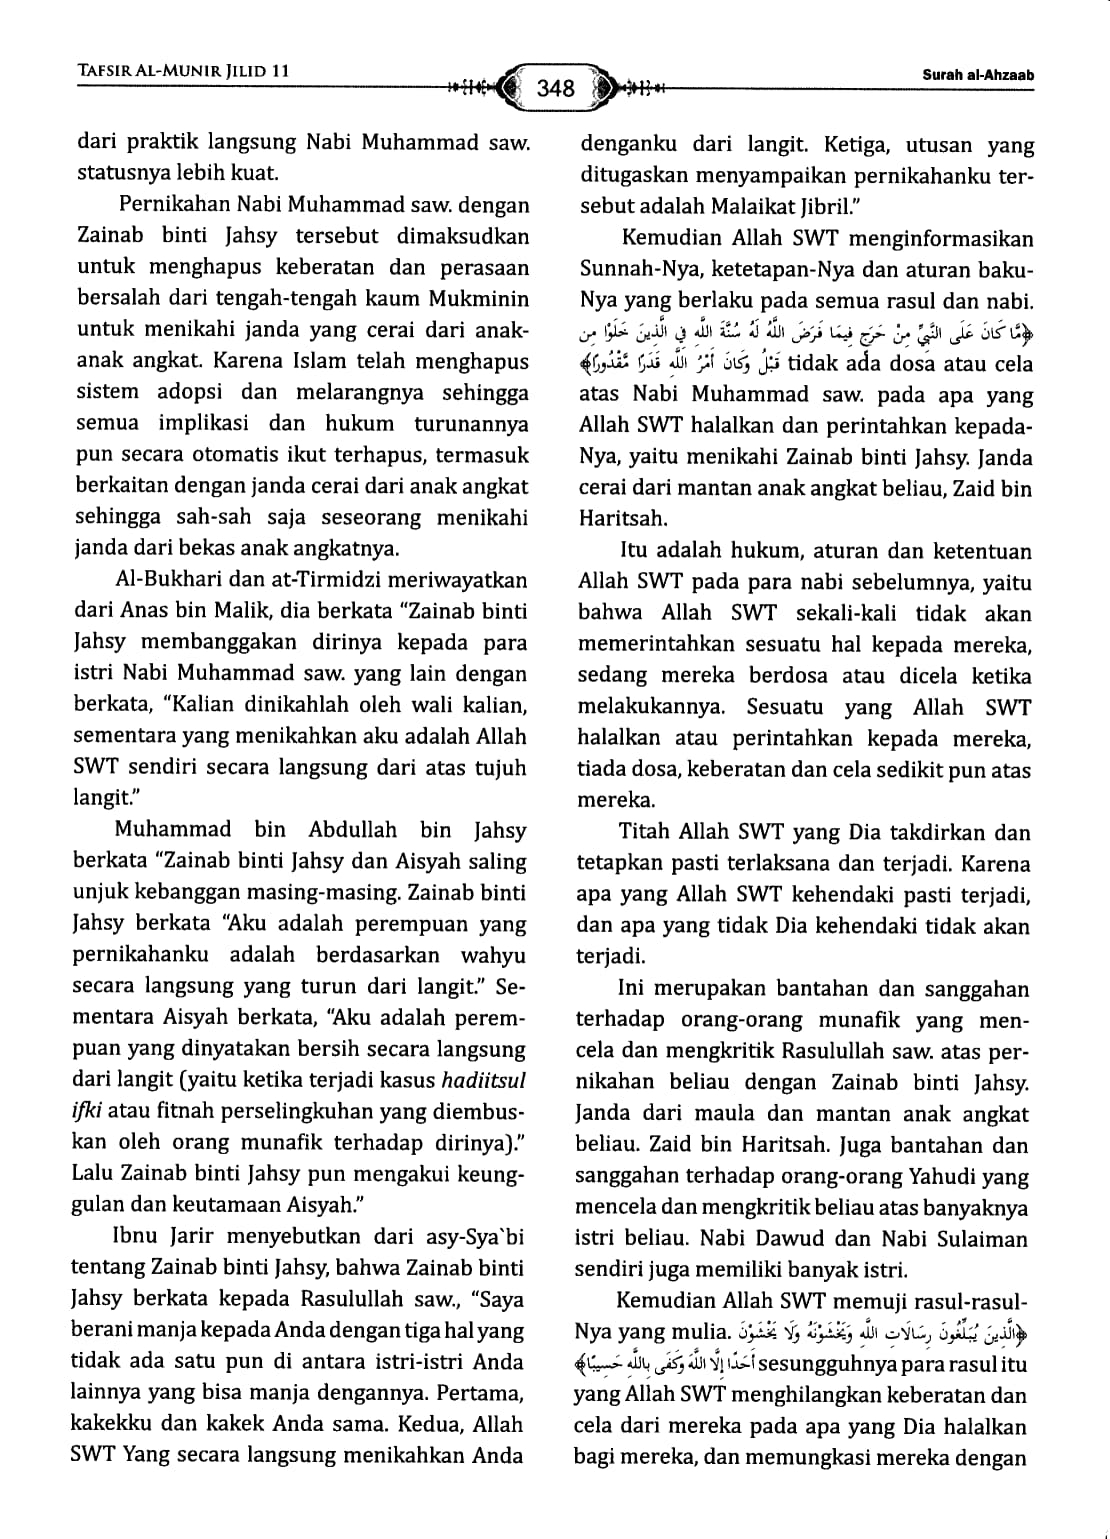 TAFSIR AL-MUNIR JILID 11
348
Surah al-Ahzaab
dari praktik langsung Nabi Muhammad saw.
statusnya lebih kuat.
Pernikahan Nabi Muhammad saw. dengan
Zainab binti Jahsy tersebut dimaksudkan
untuk menghapus keberatan dan perasaan
bersalah dari tengah-tengah kaum Mukminin
untuk menikahi janda yang cerai dari anak-
anak angkat. Karena Islam telah menghapus
sistem adopsi dan melarangnya sehingga
semua implikasi dan hukum turunannya
pun secara otomatis ikut terhapus, termasuk
berkaitan dengan janda cerai dari anak angkat
sehingga sah-sah saja seseorang menikahi
janda dari bekas anak angkatnya.
Al-Bukhari dan at-Tirmidzi meriwayatkan
dari Anas bin Malik, dia berkata “Zainab binti
Jahsy membanggakan dirinya kepada para
istri Nabi Muhammad saw. yang lain dengan
berkata, “Kalian dinikahlah oleh wali kalian,
sementara yang menikahkan aku adalah Allah
SWT sendiri secara langsung dari atas tujuh
langit.”
Muhammad bin Abdullah bin Jahsy
berkata “Zainab binti Jahsy dan Aisyah saling
unjuk kebanggan masing-masing. Zainab binti
Jahsy berkata “Aku adalah perempuan yang
pernikahanku adalah berdasarkan wahyu
secara langsung yang turun dari langit.” Se-
mentara Aisyah berkata, “Aku adalah perem-
puan yang dinyatakan bersih secara langsung
dari langit (yaitu ketika terjadi kasus hadiitsul
ifki atau fitnah perselingkuhan yang diembus-
kan oleh orang munafik terhadap dirinya).”
Lalu Zainab binti Jahsy pun mengakui keung-
gulan dan keutamaan Aisyah.”
Ibnu Jarir menyebutkan dari asy-Sya`bi
tentang Zainab binti Jahsy, bahwa Zainab binti
Jahsy berkata kepada Rasulullah saw., “Saya
berani manja kepada Anda dengan tiga hal yang
tidak ada satu pun di antara istri-istri Anda
lainnya yang bisa manja dengannya. Pertama,
kakekku dan kakek Anda sama. Kedua, Allah
SWT Yang secara langsung menikahkan Anda
denganku dari langit. Ketiga, utusan yang
ditugaskan menyampaikan pernikahanku ter-
sebut adalah Malaikat Jibril.”
Kemudian Allah SWT menginformasikan
Sunnah-Nya, ketetapan-Nya dan aturan baku-
Nya yang berlaku pada semua rasul dan nabi.
﴿مَّا كَانَ عَلَى النَّبِيِّ مِنْ حَرَجٍ فِيمَا فَرَضَ اللَّهُ لَهُ سُنَّةَ اللَّهِ فِي الَّذِينَ خَلَوْا مِن
قَبْلُ وَكَانَ أَمْرُ اللَّهِ قَدَرًا مَّقْدُورًا﴾ tidak ada dosa atau cela
atas Nabi Muhammad saw. pada apa yang
Allah SWT halalkan dan perintahkan kepada-
Nya, yaitu menikahi Zainab binti Jahsy. Janda
cerai dari mantan anak angkat beliau, Zaid bin
Haritsah.
Itu adalah hukum, aturan dan ketentuan
Allah SWT pada para nabi sebelumnya, yaitu
bahwa Allah SWT sekali-kali tidak akan
memerintahkan sesuatu hal kepada mereka,
sedang mereka berdosa atau dicela ketika
melakukannya. Sesuatu yang Allah SWT
halalkan atau perintahkan kepada mereka,
tiada dosa, keberatan dan cela sedikit pun atas
mereka.
Titah Allah SWT yang Dia takdirkan dan
tetapkan pasti terlaksana dan terjadi. Karena
apa yang Allah SWT kehendaki pasti terjadi,
dan apa yang tidak Dia kehendaki tidak akan
terjadi.
Ini merupakan bantahan dan sanggahan
terhadap orang-orang munafik yang men-
cela dan mengkritik Rasulullah saw. atas per-
nikahan beliau dengan Zainab binti Jahsy.
Janda dari maula dan mantan anak angkat
beliau. Zaid bin Haritsah. Juga bantahan dan
sanggahan terhadap orang-orang Yahudi yang
mencela dan mengkritik beliau atas banyaknya
istri beliau. Nabi Dawud dan Nabi Sulaiman
sendiri juga memiliki banyak istri.
Kemudian Allah SWT memuji rasul-rasul-
Nya yang mulia. ﴿الَّذِينَ يُبَلِّغُونَ رِسَالَاتِ اللَّهِ وَيَخْشَوْنَهُ وَلَا يَخْشَوْنَ
أَحَدًا إِلَّا اللَّهَ وَكَفَى بِاللَّهِ حَسِيبًا﴾ sesungguhnya para rasul itu
yang Allah SWT menghilangkan keberatan dan
cela dari mereka pada apa yang Dia halalkan
bagi mereka, dan memungkasi mereka dengan